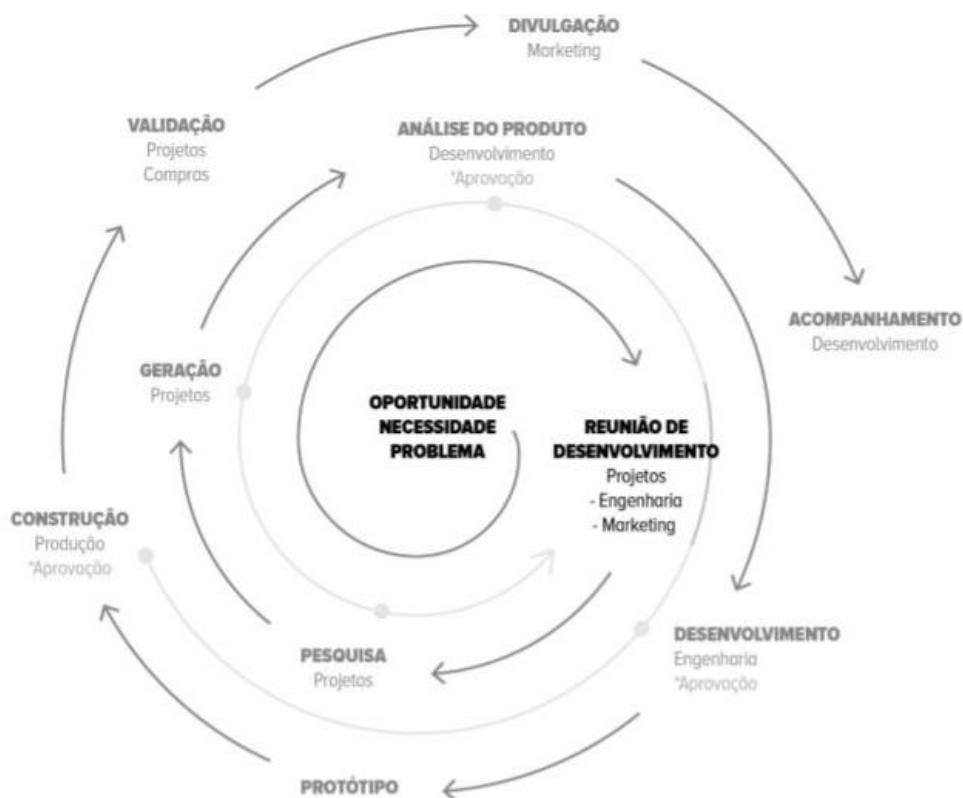 DIVULGAÇÃO
Marketing
VALIDAÇÃO
Projetos
Compras
ANÁLISE DO PRODUTO
Desenvolvimento
*Aprovação
ACOMPANHAMENTO
Desenvolvimento
GERAÇÃO
Projetos
OPORTUNIDADE
NECESSIDADE
PROBLEMA
REUNIÃO DE
DESENVOLVIMENTO
Projetos
- Engenharia
- Marketing
CONSTRUÇÃO
Produção
*Aprovação
PESQUISA
Projetos
DESENVOLVIMENTO
Engenharia
*Aprovação
PROTÓTIPO